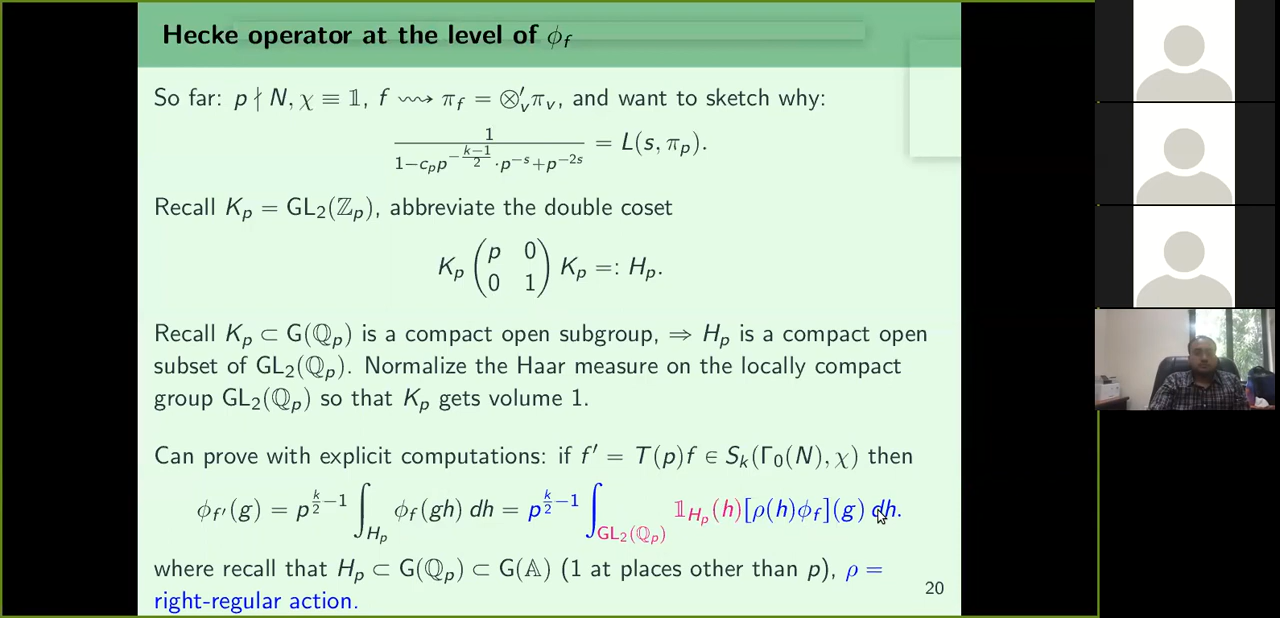 Hecke operator at the level of ϕ_f
So far: p ∤ N, χ ≡ 𝟙, f ⇝ π_f = ⊗′_v π_v, and want to sketch why:
1 / (1−c_p p^{−(k−1)/2} · p^{−s} + p^{−2s}) = L(s, π_p).
Recall K_p = GL₂(ℤ_p), abbreviate the double coset
K_p (p 0; 0 1) K_p =: H_p.
Recall K_p ⊂ G(ℚ_p) is a compact open subgroup, ⇒ H_p is a compact open
subset of GL₂(ℚ_p). Normalize the Haar measure on the locally compact
group GL₂(ℚ_p) so that K_p gets volume 1.
Can prove with explicit computations: if f′ = T(p)f ∈ S_k(Γ₀(N), χ) then
ϕ_{f′}(g) = p^{k/2−1} ∫_{H_p} ϕ_f(gh) dh = p^{k/2−1} ∫_{GL₂(ℚ_p)} 𝟙_{H_p}(h)[ρ(h)ϕ_f](g) dh.
where recall that H_p ⊂ G(ℚ_p) ⊂ G(𝔸) (1 at places other than p), ρ =
right-regular action.
20